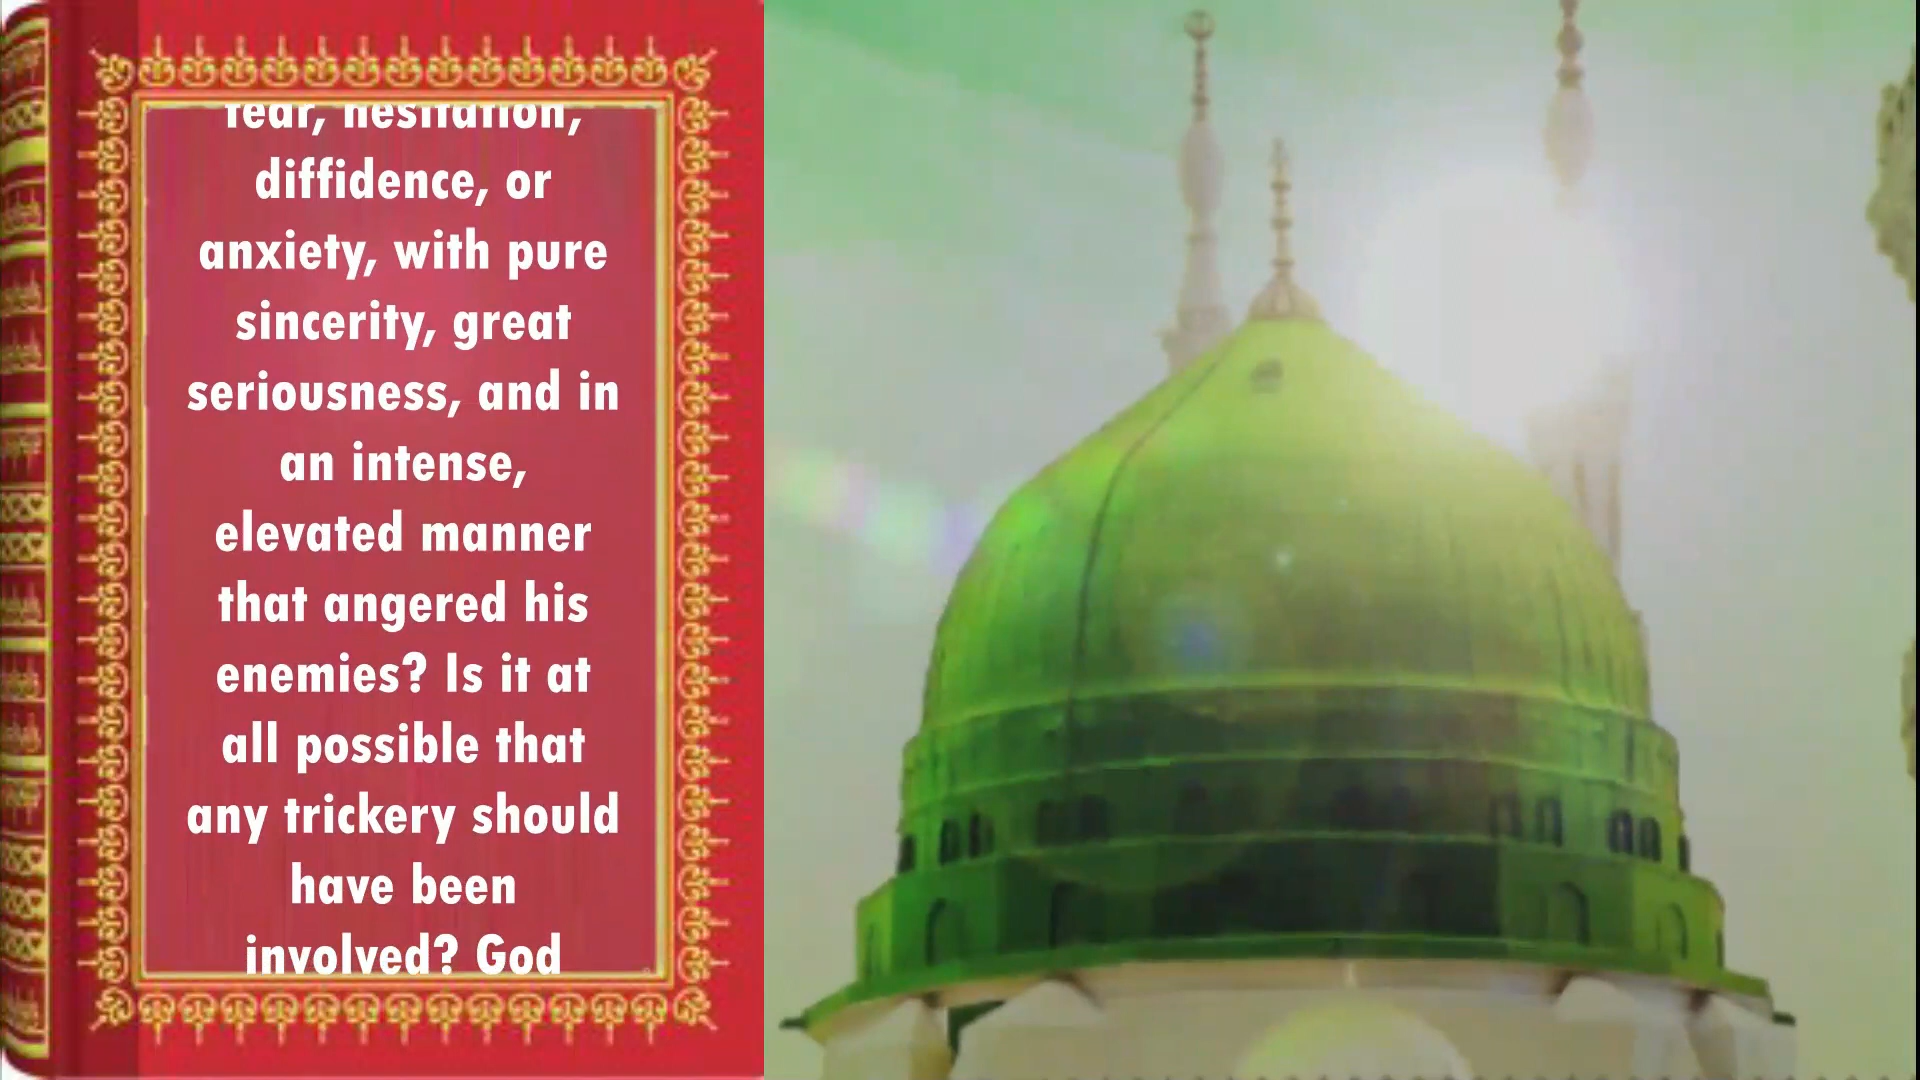 fear, hesitation,
diffidence, or
anxiety, with pure
sincerity, great
seriousness, and in
an intense,
elevated manner
that angered his
enemies? Is it at
all possible that
any trickery should
have been
involved? God